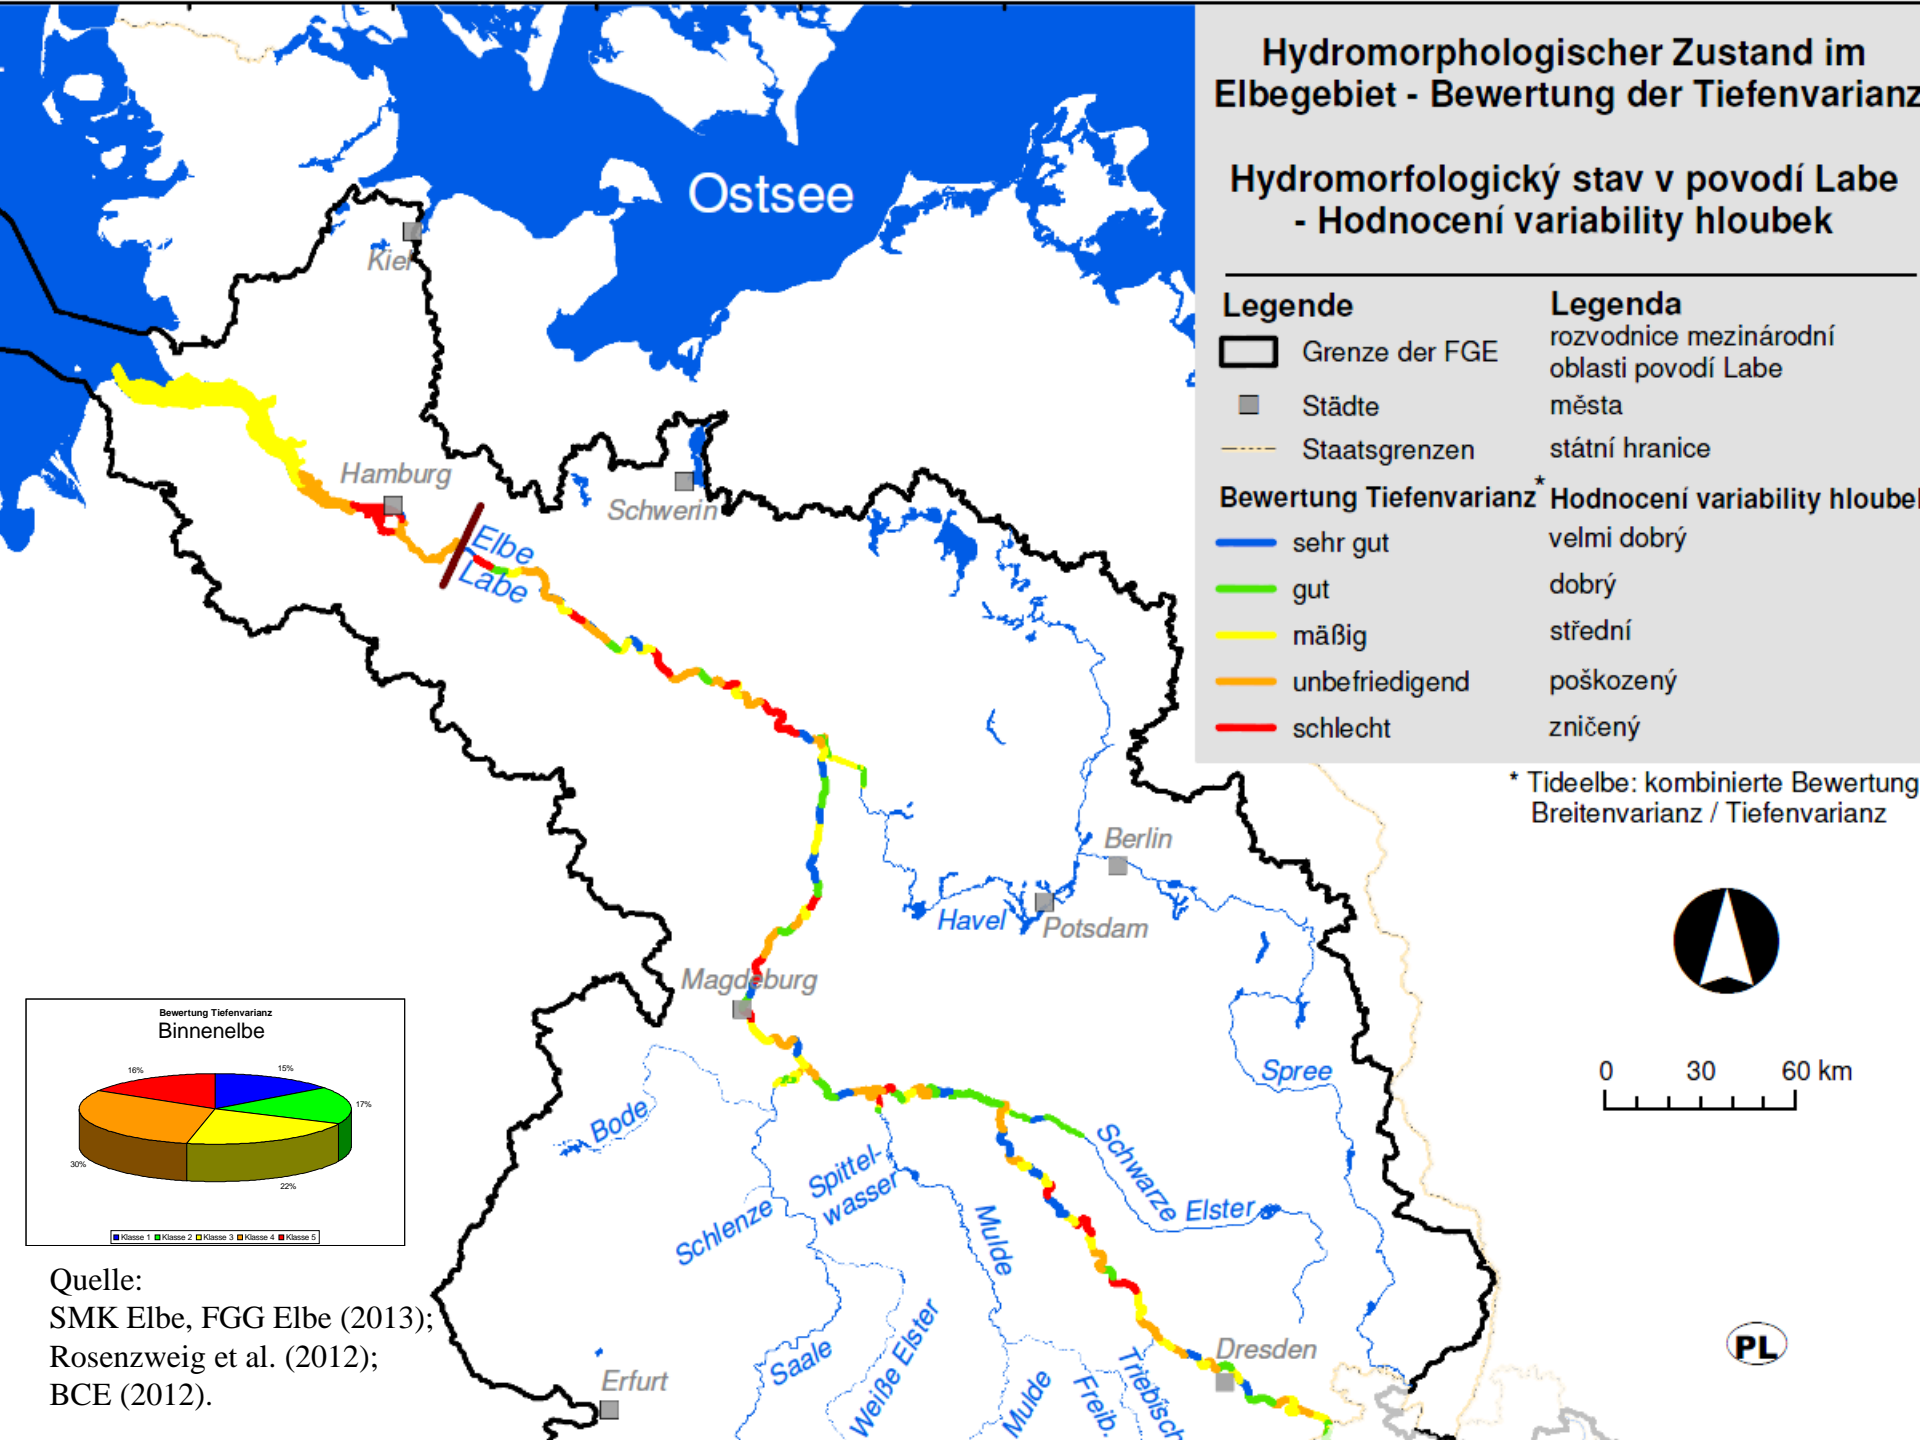 Hydromorphologischer Zustand im
Elbegebiet - Bewertung der Tiefenvarianz
Hydromorfologický stav v povodí Labe
- Hodnocení variability hloubek
Legende
Legenda
Grenze der FGE
rozvodnice mezinárodní
oblasti povodí Labe
Städte
města
Staatsgrenzen
státní hranice
Bewertung Tiefenvarianz*
Hodnocení variability hloubek
sehr gut
velmi dobrý
gut
dobrý
mäßig
střední
unbefriedigend
poškozený
schlecht
zničený
* Tideelbe: kombinierte Bewertung
Breitenvarianz / Tiefenvarianz
Ostsee
Kiel
Hamburg
Schwerin
Elbe
Labe
Berlin
Havel
Potsdam
Magdeburg
Spree
Bode
Schwarze
Elster
Spittel-
wasser
Schlenze
Mulde
Saale
Weiße Elster
Mulde
Freib.
Triebisch
Dresden
Erfurt
0 30 60 km
PL
Bewertung Tiefenvarianz
Binnenelbe
16%
15%
17%
30%
22%
Klasse 1 Klasse 2 Klasse 3 Klasse 4 Klasse 5
Quelle:
SMK Elbe, FGG Elbe (2013);
Rosenzweig et al. (2012);
BCE (2012).